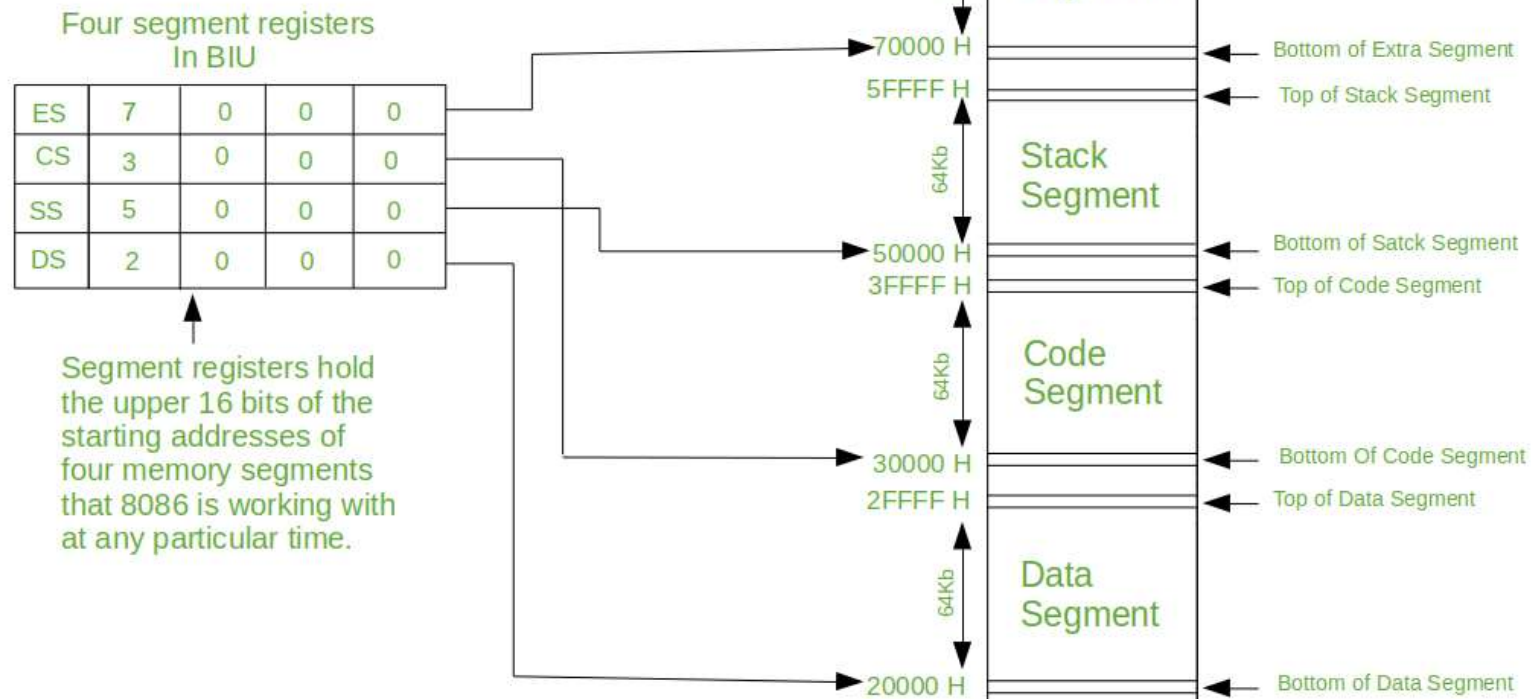 Four segment registers
In BIU
ES 7 0 0 0
CS 3 0 0 0
SS 5 0 0 0
DS 2 0 0 0
Segment registers hold
the upper 16 bits of the
starting addresses of
four memory segments
that 8086 is working with
at any particular time.
70000 H
Bottom of Extra Segment
5FFFF H
Top of Stack Segment
64Kb
Stack
Segment
50000 H
Bottom of Satck Segment
3FFFF H
Top of Code Segment
64Kb
Code
Segment
30000 H
Bottom Of Code Segment
2FFFF H
Top of Data Segment
64Kb
Data
Segment
20000 H
Bottom of Data Segment